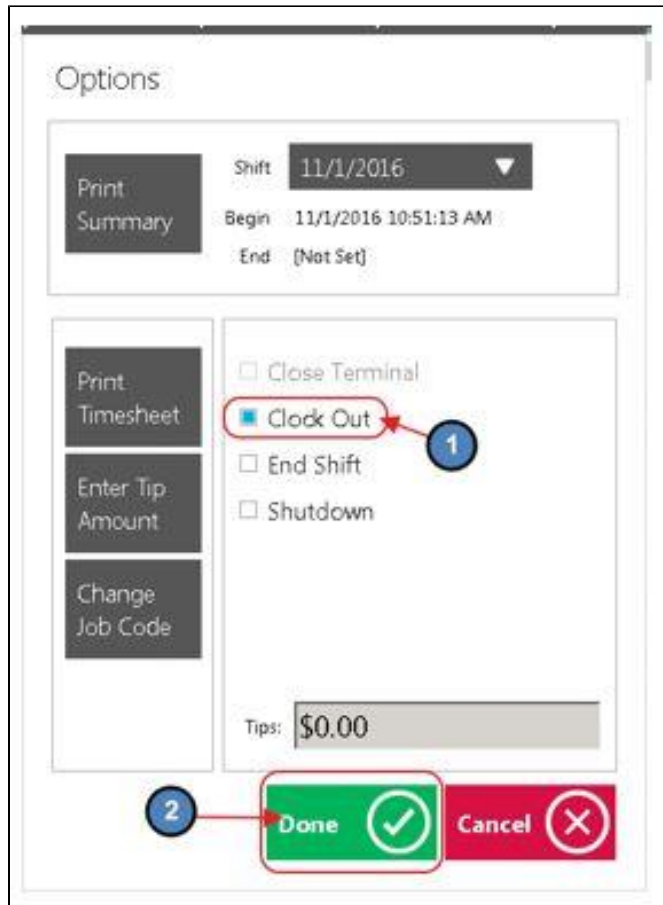 Options
Print
Summary
Shift 11/1/2016
Begin 11/1/2016 10:51:13 AM
End [Not Set]
Print
Timesheet
Enter Tip
Amount
Change
Job Code
Close Terminal
Clock Out
1
End Shift
Shutdown
Tips: $0.00
2
Done
Cancel